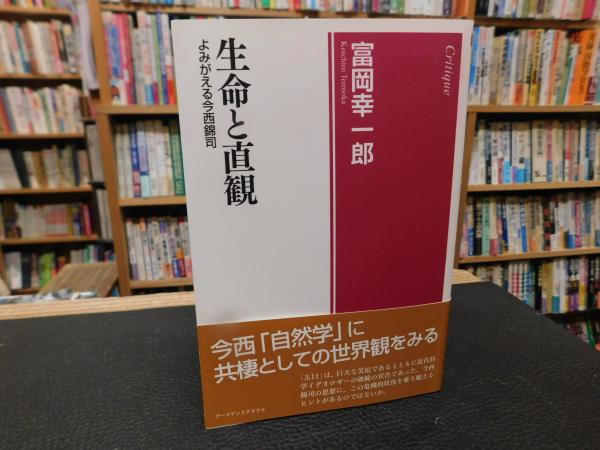 Critique
富岡幸一郎
Koichiro Tomioka
生命と直観
よみがえる今西錦司
今西「自然学」に
共棲としての世界観をみる
「3.11」は、巨大な災厄であるとともに近代科
学イデオロギーの破綻の宣告であった。今西
錦司の思想に、この危機的状況を乗り越える
ヒントがあるのではないか。
アーツアンドクラフツ